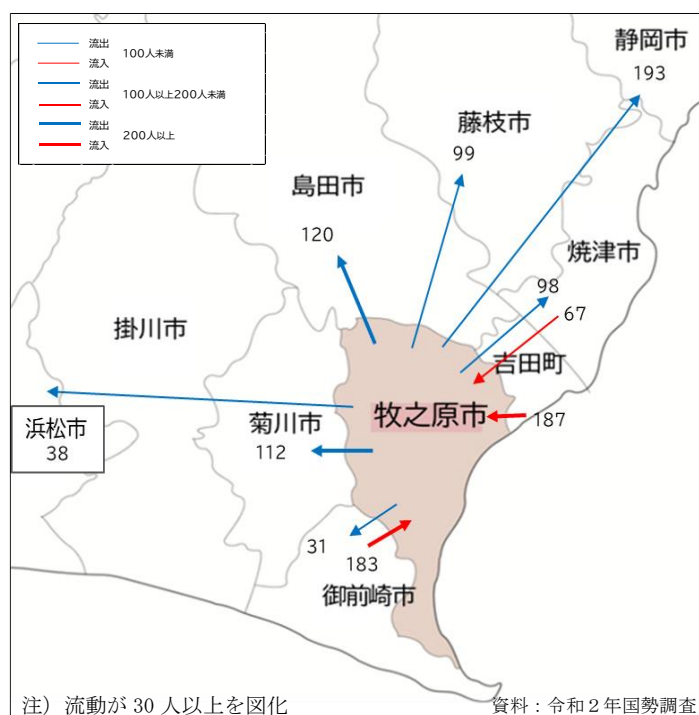 流出
100人未満
流入
流出
100人以上200人未満
流入
流出
200人以上
流入
静岡市
193
藤枝市
99
島田市
120
焼津市
98
67
掛川市
吉田町
牧之原市
187
浜松市
38
菊川市
112
31
183
御前崎市
注）流動が 30 人以上を図化
資料：令和２年国勢調査